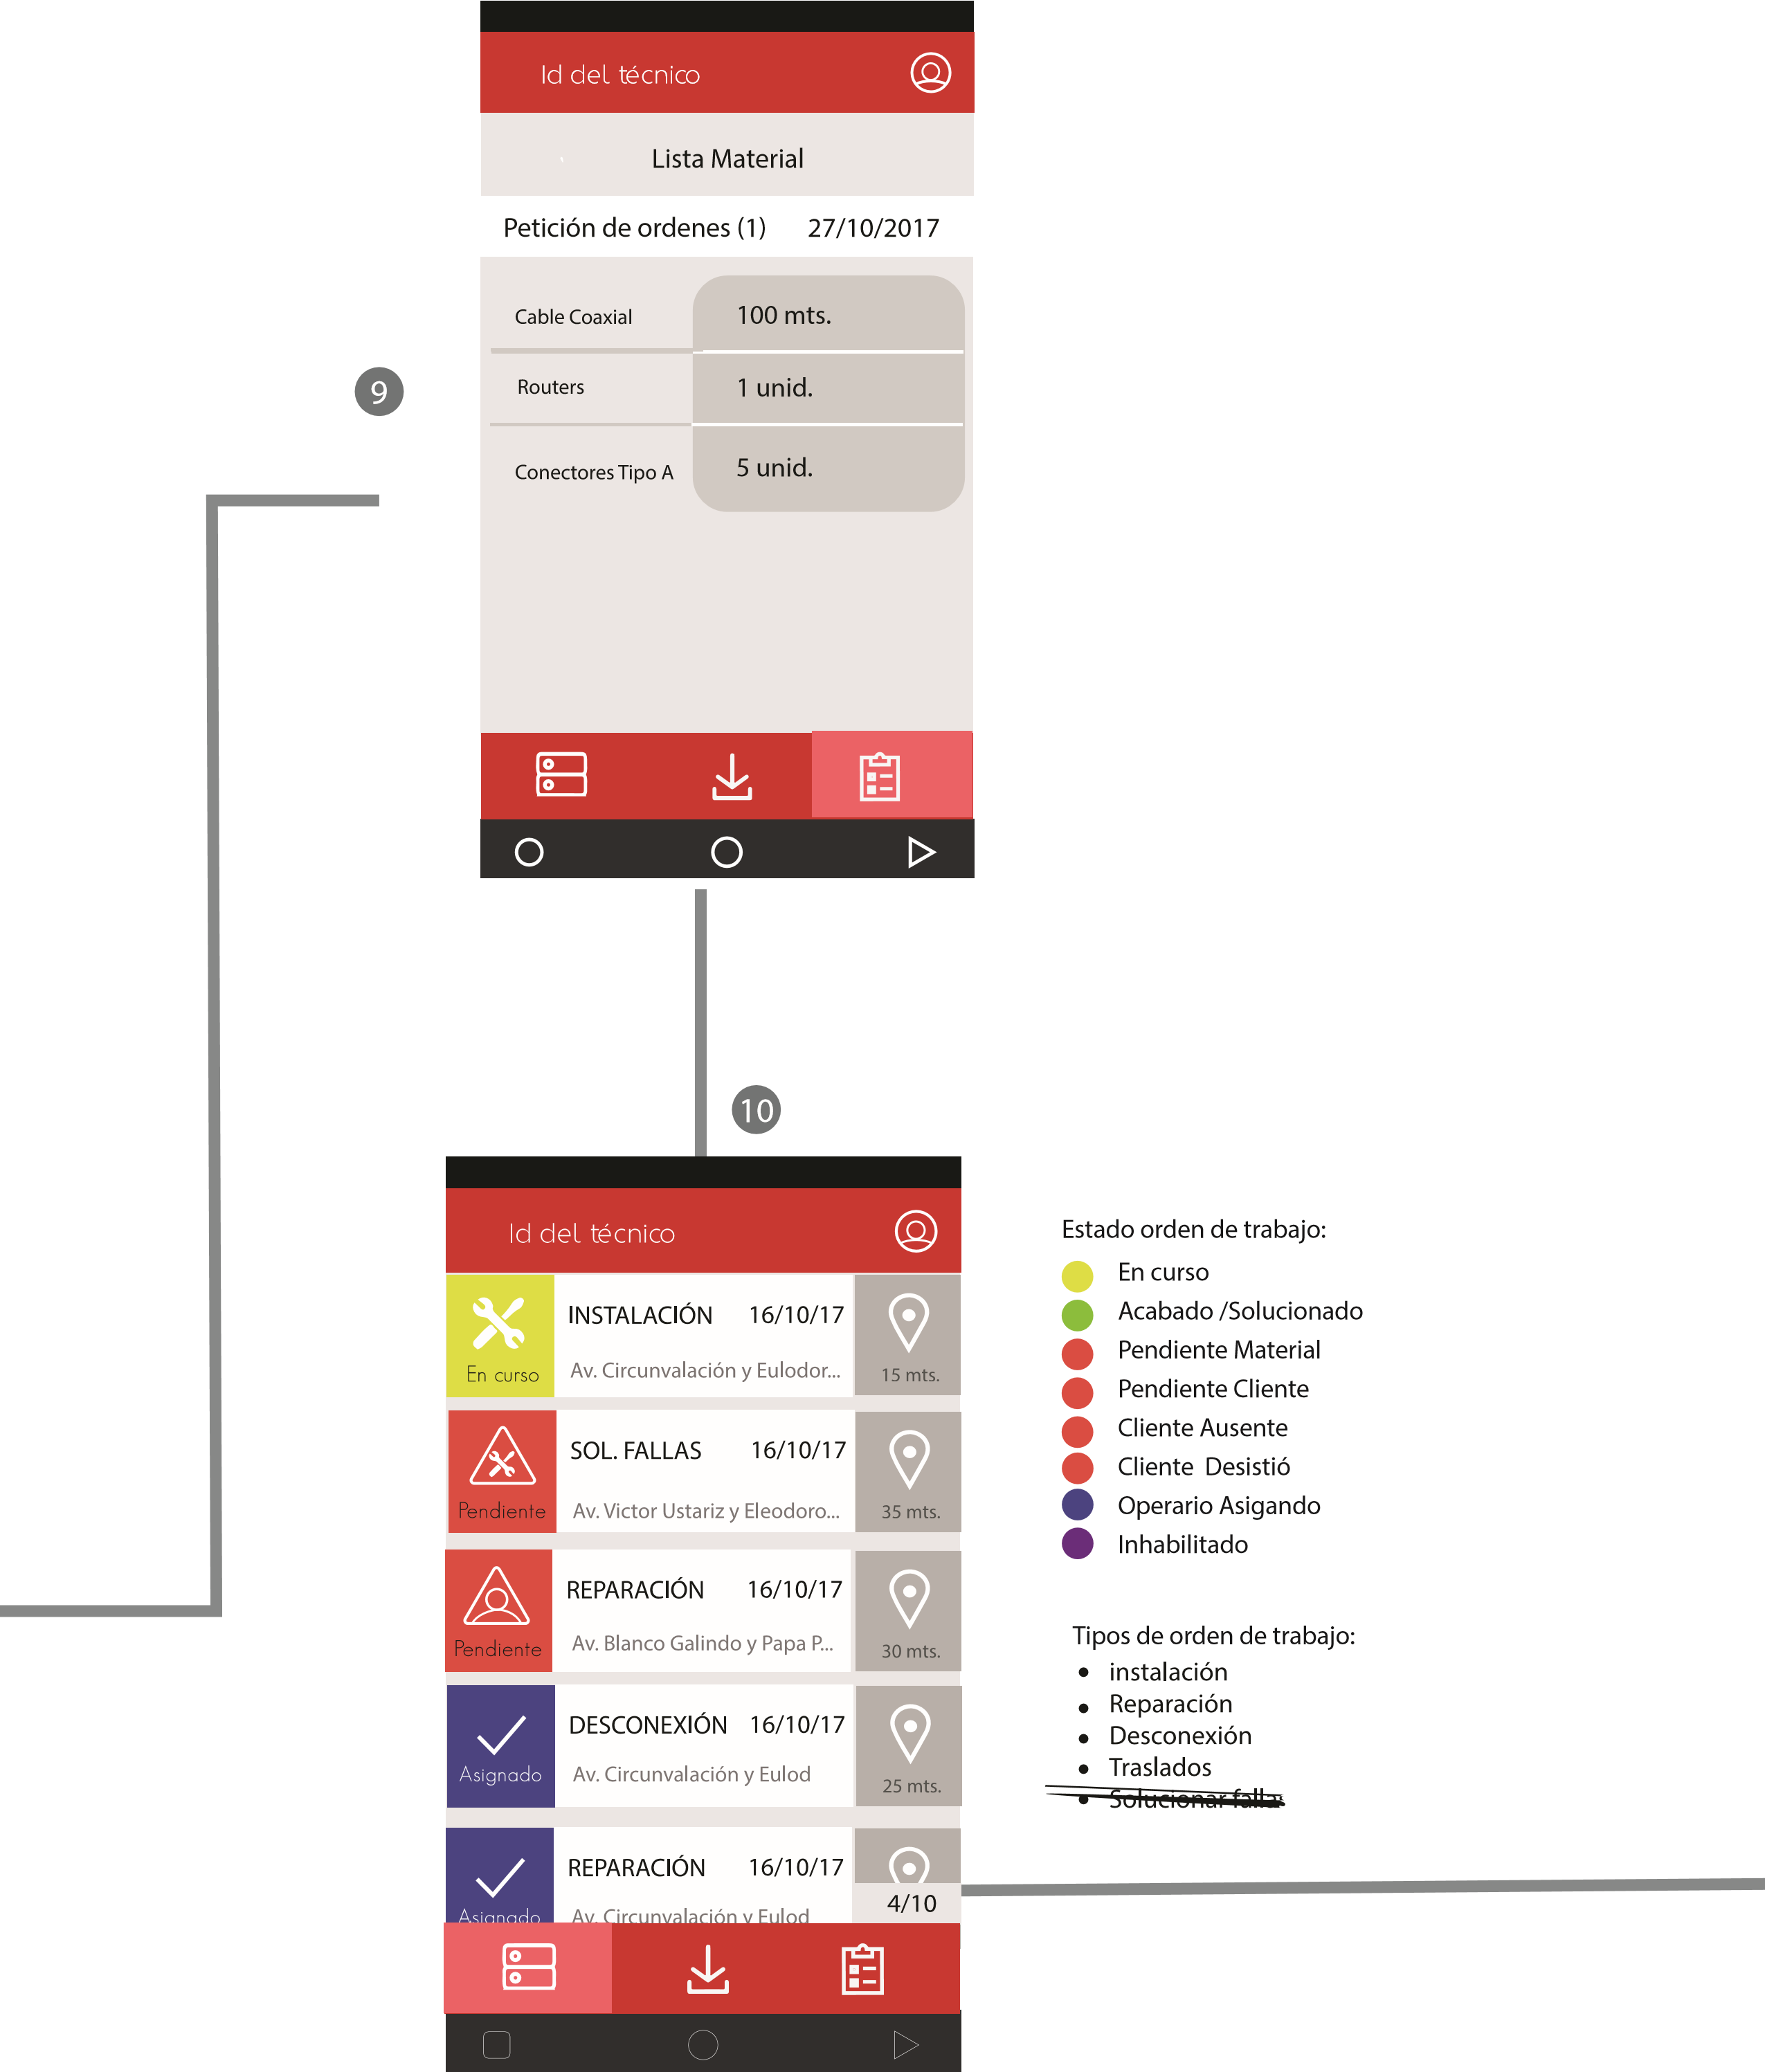 Id del técnico
Lista Material
Petición de ordenes (1) 27/10/2017
Cable Coaxial 100 mts.
Routers 1 unid.
Conectores Tipo A 5 unid.
9
10
Id del técnico
INSTALACIÓN 16/10/17
En curso Av. Circunvalación y Eulodor... 15 mts.
SOL. FALLAS 16/10/17
Pendiente Av. Victor Ustariz y Eleodoro... 35 mts.
REPARACIÓN 16/10/17
Pendiente Av. Blanco Galindo y Papa P... 30 mts.
DESCONEXIÓN 16/10/17
Asignado Av. Circunvalación y Eulod 25 mts.
REPARACIÓN 16/10/17
4/10
Asignado Av. Circunvalación y Eulod
Estado orden de trabajo:
En curso
Acabado /Solucionado
Pendiente Material
Pendiente Cliente
Cliente Ausente
Cliente Desistió
Operario Asigando
Inhabilitado
Tipos de orden de trabajo:
• instalación
• Reparación
• Desconexión
• Traslados
• Solucionar falla